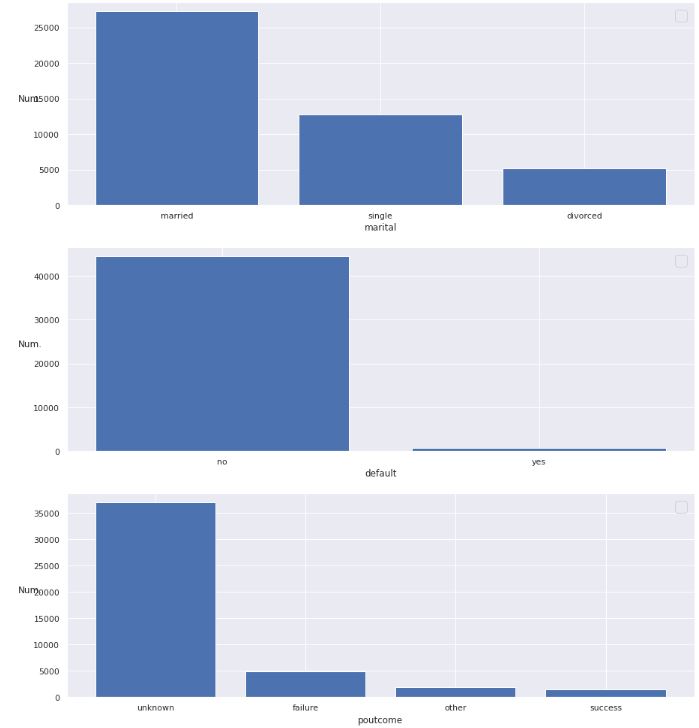 25000
20000
Num.
15000
10000
5000
0
married single divorced
marital
40000
30000
Num.
20000
10000
0
no yes
default
35000
30000
25000
Num.
20000
15000
10000
5000
0
unknown failure other success
poutcome